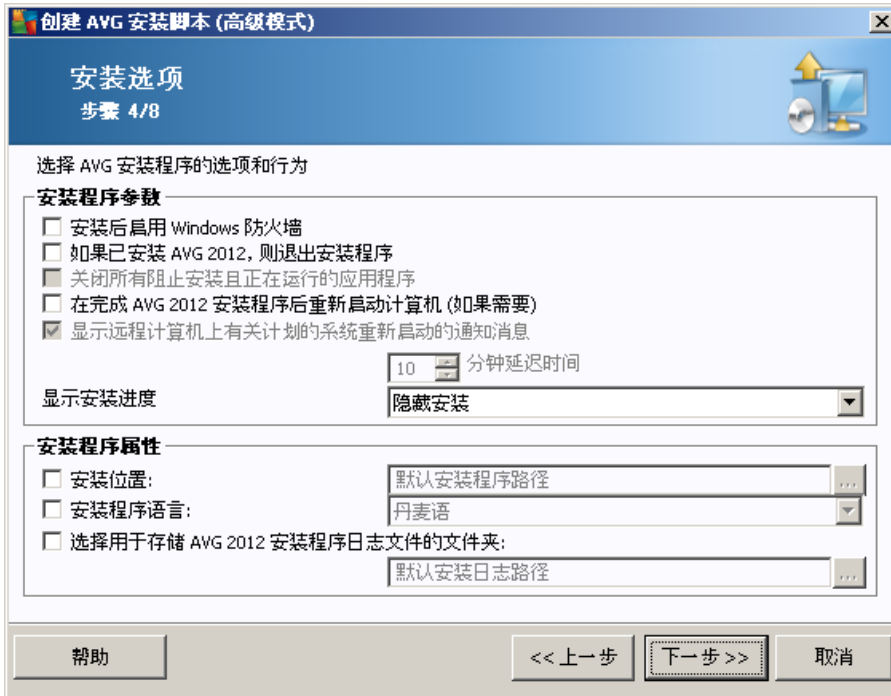 创建 AVG 安装脚本 (高级模式)
安装选项
步骤 4/8
选择 AVG 安装程序的选项和行为
安装程序参数
安装后启用 Windows 防火墙
如果已安装 AVG 2012, 则退出安装程序
关闭所有阻止安装且正在运行的应用程序
在完成 AVG 2012 安装程序后重新启动计算机 (如果需要)
显示远程计算机上有关计划的系统重新启动的通知消息
10 分钟延迟时间
显示安装进度 隐藏安装
安装程序属性
安装位置: 默认安装程序路径 ...
安装程序语言: 丹麦语
选择用于存储 AVG 2012 安装程序日志文件的文件夹:
默认安装日志路径 ...
帮助 << 上一步 下一步 >> 取消